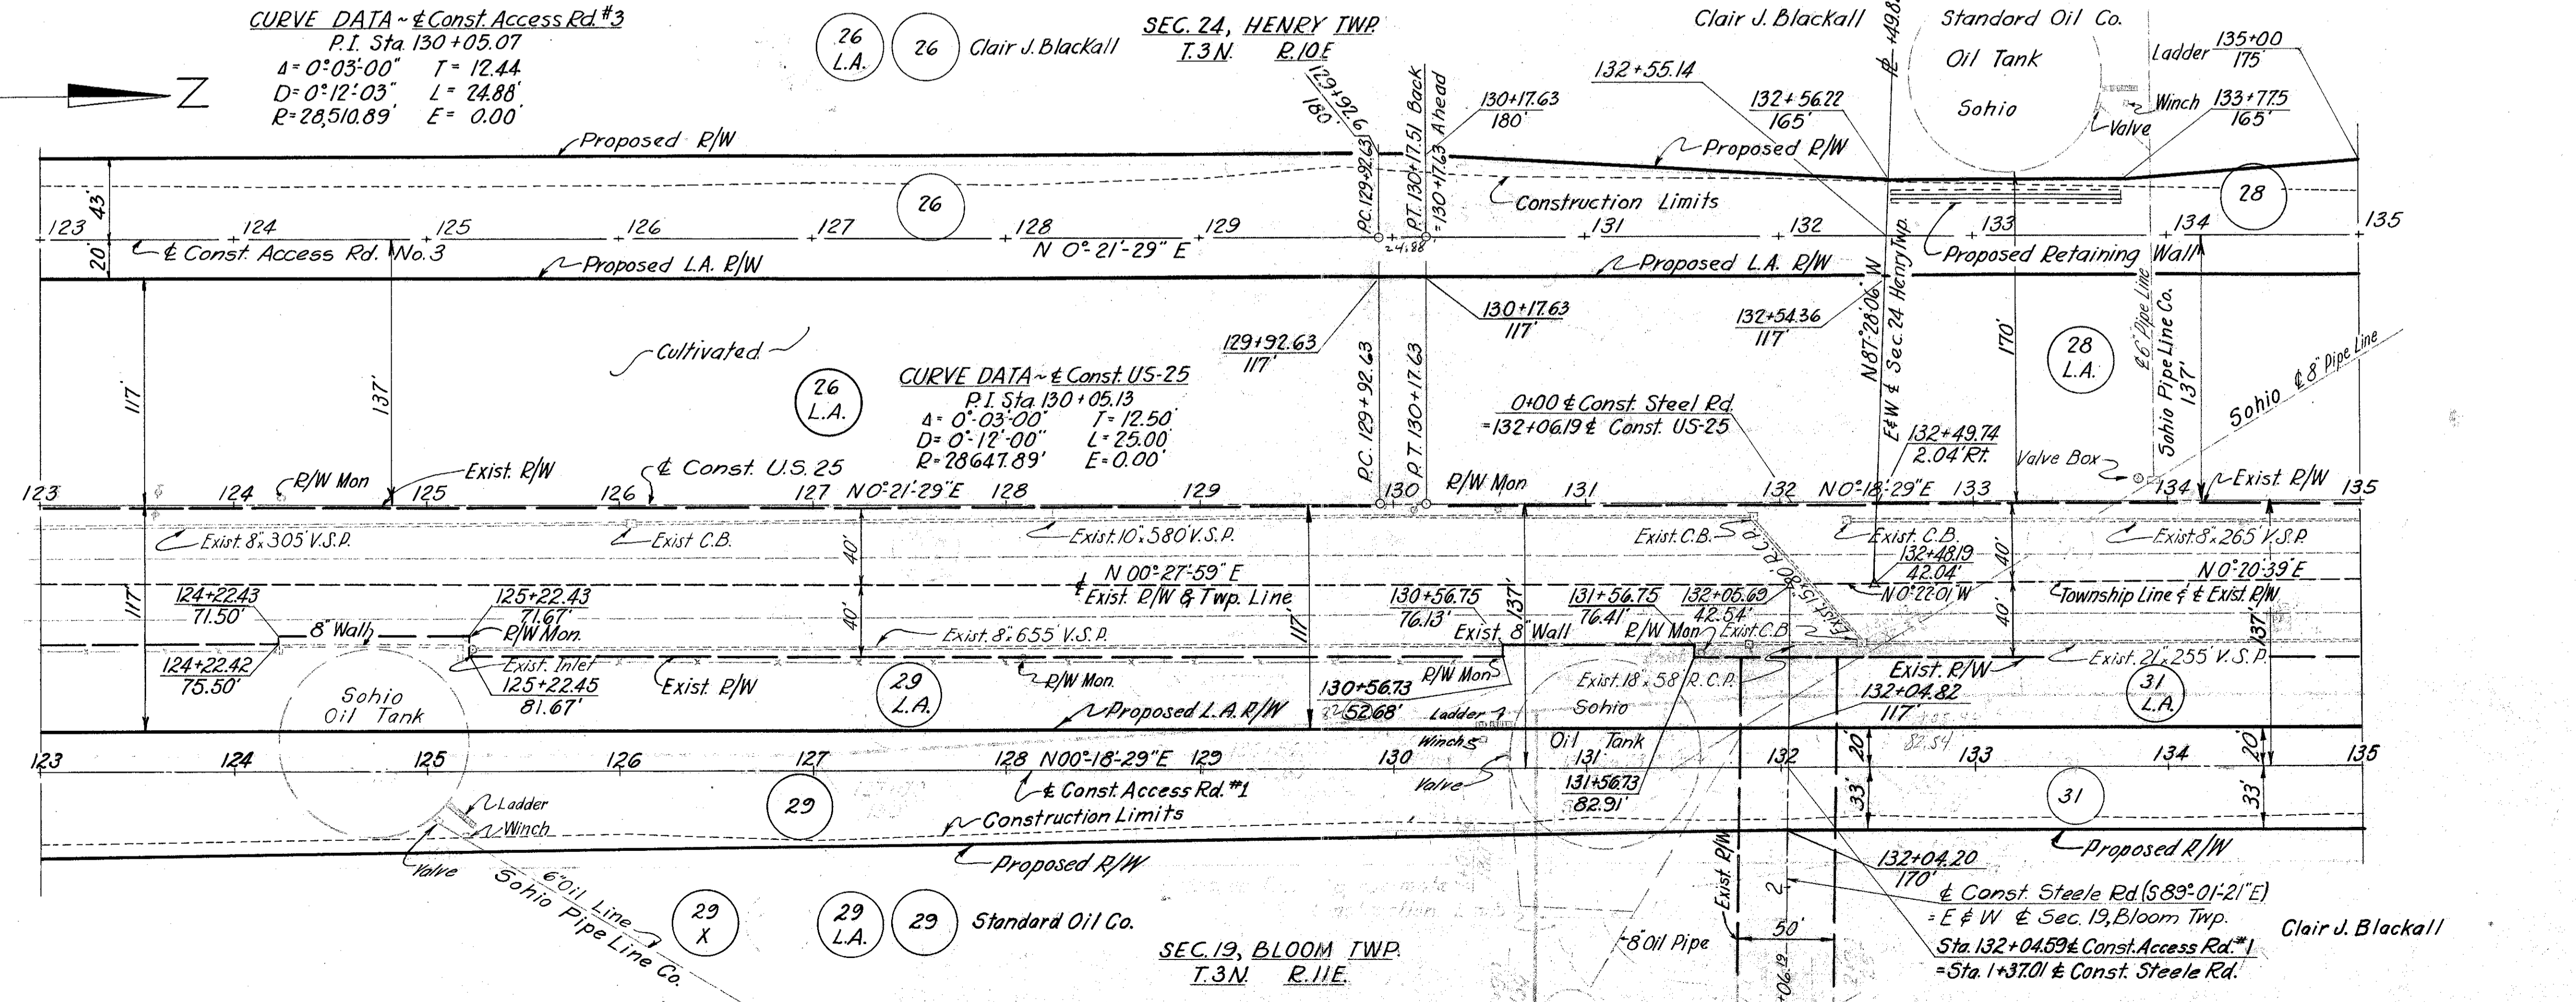 CURVE DATA ~ ℄ Const. Access Rd. #3
P.I. Sta. 130+05.07
Δ= 0°-03'-00" T= 12.44'
D= 0°-12'-03" L= 24.88'
R= 28,510.89' E= 0.00'
Z
26
L.A.
26
Clair J. Blackall
SEC. 24, HENRY TWP.
T.3N. R.10E
Clair J. Blackall
Standard Oil Co.
Oil Tank
Sohio
Ladder
135+00
175'
Winch
133+77.5
165'
Valve
129+92.6
180'
P.T. 130+17.51 Back
=130+17.63 Ahead
P.C. 129+92.63
130+17.63
180'
132+55.14
132+56.22
165'
Proposed R/W
Proposed R/W
Construction Limits
26
28
43'
20'
123 124 125 126 127 128 129 131 132 133 134 135
℄ Const. Access Rd. No. 3
N 0°-21'-29" E
24.88
Proposed L.A. R/W
Proposed L.A. R/W
Proposed Retaining Wall
N87°-28'-06" W
E&W ℄ Sec. 24 Henry Twp.
℄ 6" Pipe Line
Sohio Pipe Line Co.
137'
170'
28
L.A.
Sohio ℄ 8" Pipe Line
117'
137'
Cultivated
26
L.A.
CURVE DATA ~ ℄ Const. US-25
P.I. Sta. 130+05.13
Δ= 0°-03'-00" T= 12.50'
D= 0°-12'-00" L= 25.00'
R= 28647.89' E= 0.00'
129+92.63
117'
130+17.63
117'
132+54.36
117'
P.C. 129+92.63
P.T. 130+17.63
0+00 ℄ Const. Steel Rd.
=132+06.19 ℄ Const. US-25
132+49.74
2.04' Rt.
Valve Box
R/W Mon
Exist. R/W
℄ Const. U.S. 25
R/W Mon
Exist. R/W
123 124 125 126 127 N 0°-21'-29" E 128 129 130 131 132 N 0°-18'-29" E 133 134 135
Exist. 8"x305' V.S.P.
Exist C.B.
Exist. 10"x580' V.S.P.
Exist. C.B.
Exist. 15"x80' R.C.P.
Exist. C.B.
Exist. 8"x265' V.S.P.
132+48.19
42.04'
40'
40'
40'
40'
N 00°-27'-59" E
℄ Exist. R/W & Twp. Line
N 0°-20'-39" E
N 0°22'01" W
Township Line & ℄ Exist. R/W
117'
117'
137'
137'
124+22.43
71.50'
8" Wall
125+22.43
71.67'
R/W Mon.
Exist. 8"x655' V.S.P.
130+56.75
76.13'
131+56.75
76.41'
132+05.69
42.54'
Exist. 8" Wall
R/W Mon
Exist. C.B.
124+22.42
75.50'
Exist. Inlet
125+22.45
81.67'
Exist. R/W
R/W Mon.
R/W Mon
Exist. 18"x58' R.C.P.
Exist. R/W
Exist. 21"x255' V.S.P.
Sohio
Oil Tank
29
L.A.
Proposed L.A. R/W
130+56.73
52.68'
Ladder
Sohio
Oil Tank
132+04.82
117'
31
L.A.
82.54
Winch
Valve
123 124 125 126 127 128 N00°-18'-29" E 129 130 131 132 133 134 135
℄ Const. Access Rd. #1
131+56.73
82.91'
20'
33'
20'
33'
29
31
Ladder
Winch
Valve
Construction Limits
Proposed R/W
Proposed R/W
6" Oil Line
Sohio Pipe Line Co.
29
X
29
L.A.
29
Standard Oil Co.
SEC. 19, BLOOM TWP.
T.3N. R.11E.
8" Oil Pipe
Exist. R/W
50'
2
132+04.20
170'
℄ Const. Steele Rd. (S89°-01'-21" E)
= E & W ℄ Sec. 19, Bloom Twp.
Sta. 132+04.59 ℄ Const. Access Rd. #1
=Sta. 1+37.01 ℄ Const. Steele Rd.
Clair J. Blackall